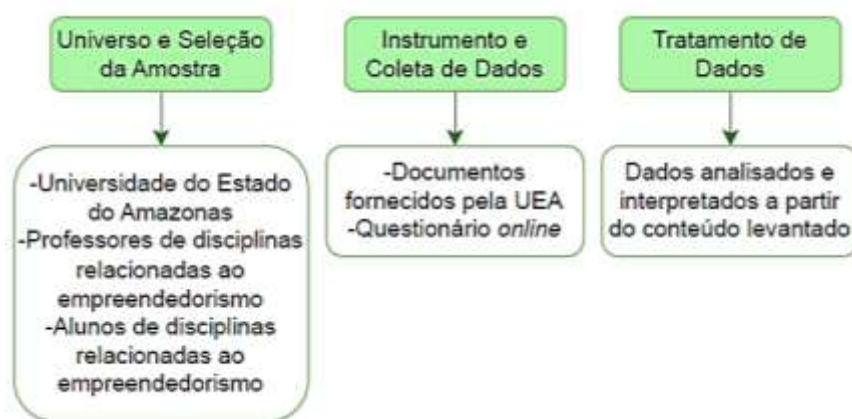 Universo e Seleção
da Amostra
-Universidade do Estado
do Amazonas
-Professores de disciplinas
relacionadas ao
empreendedorismo
-Alunos de disciplinas
relacionadas ao
empreendedorismo
Instrumento e
Coleta de Dados
-Documentos
fornecidos pela UEA
-Questionário online
Tratamento de
Dados
Dados analisados e
interpretados a partir
do conteúdo levantado